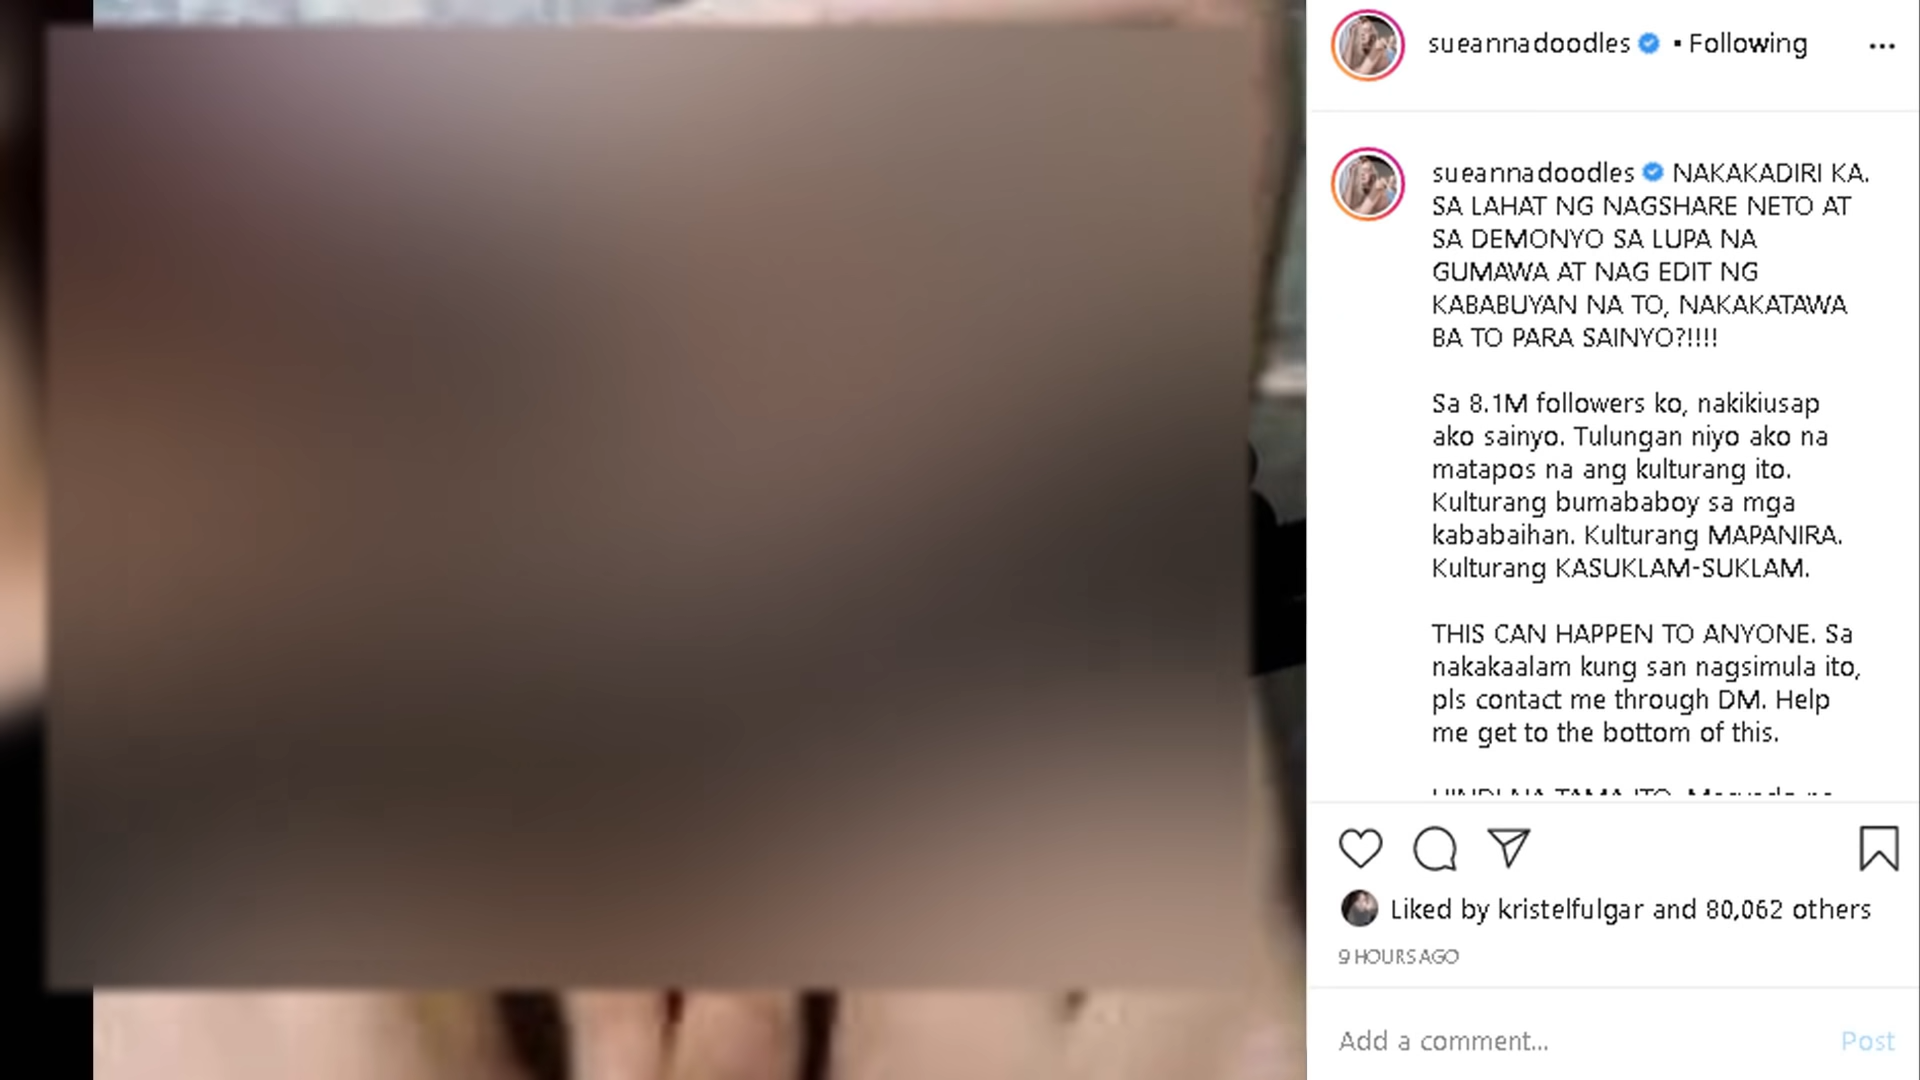 sueannadoodles • Following
sueannadoodles NAKAKADIRI KA.
SA LAHAT NG NAGSHARE NETO AT
SA DEMONYO SA LUPA NA
GUMAWA AT NAG EDIT NG
KABABUYAN NA TO, NAKAKATAWA
BA TO PARA SAINYO?!!!!
Sa 8.1M followers ko, nakikiusap
ako sainyo. Tulungan niyo ako na
matapos na ang kulturang ito.
Kulturang bumababoy sa mga
kababaihan. Kulturang MAPANIRA.
Kulturang KASUKLAM-SUKLAM.
THIS CAN HAPPEN TO ANYONE. Sa
nakakaalam kung san nagsimula ito,
pls contact me through DM. Help
me get to the bottom of this.
HINDI NA TAMA ITO.
Liked by kristelfulgar and 80,062 others
9 HOURS AGO
Add a comment...
Post